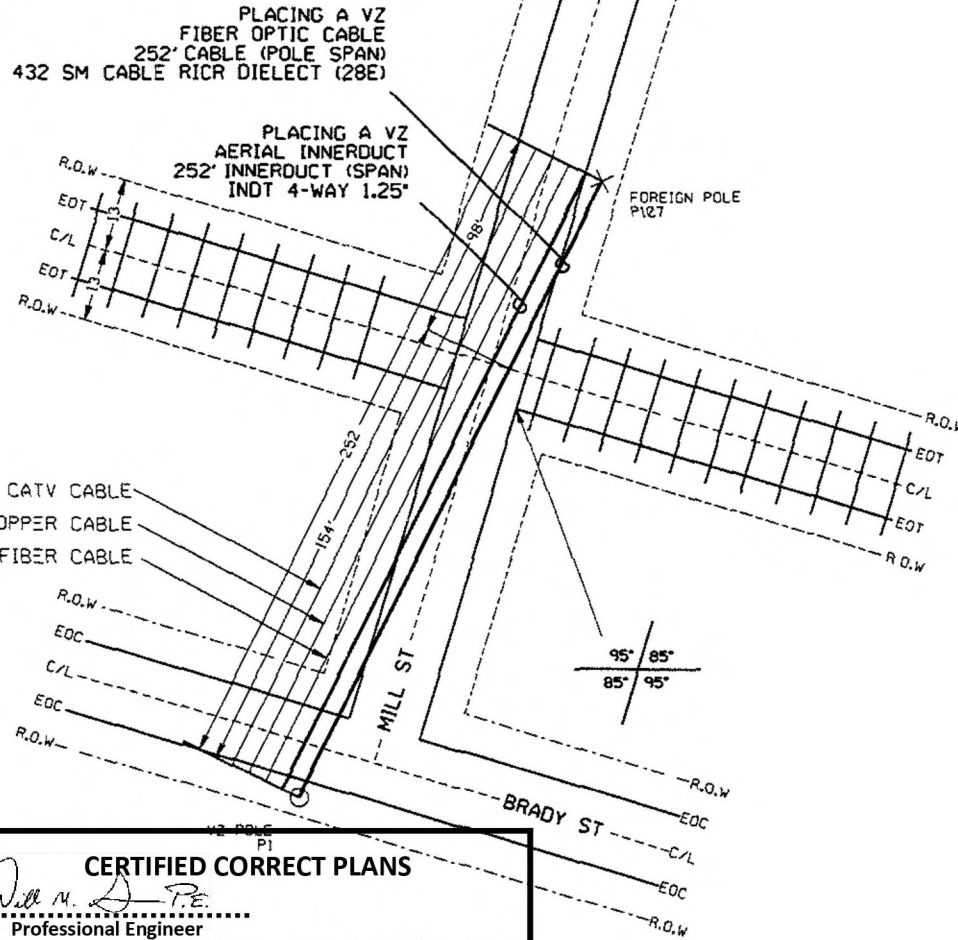 PLACING A VZ
FIBER OPTIC CABLE
252' CABLE (POLE SPAN)
432 SM CABLE RICR DIELECT (28E)
PLACING A VZ
AERIAL INNERDUCT
252' INNERDUCT (SPAN)
INDT 4-WAY 1.25"
FOREIGN POLE
P127
R.O.W
EOT
C/L
EOT
R.O.W
13
13
98'
252
154'
R.O.W
EOT
C/L
EOT
R.O.W
CATV CABLE
OPPER CABLE
FIBER CABLE
R.O.W
EOC
C/L
EOC
R.O.W
95° 85°
85° 95°
MILL ST
BRADY ST
R.O.W
EOC
C/L
EOC
R.O.W
VZ POLE
P1
CERTIFIED CORRECT PLANS
P.E.
Professional Engineer